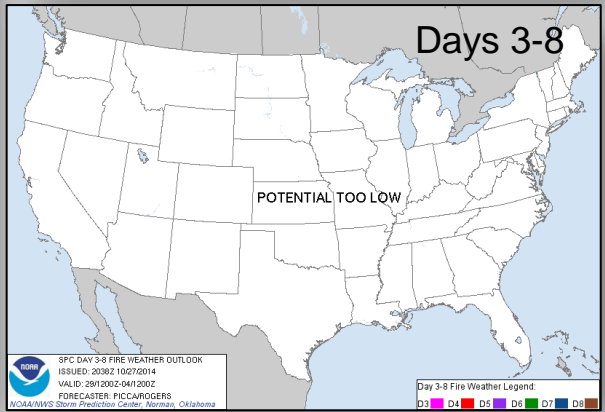 Days 3-8
POTENTIAL TOO LOW
NOAA
SPC DAY 3-8 FIRE WEATHER OUTLOOK
ISSUED: 2038Z 10/27/2014
VALID: 29/1200Z-04/1200Z
FORECASTER: PICCA/ROGERS
NOAA/NWS Storm Prediction Center, Norman, Oklahoma
Day 3-8 Fire Weather Legend:
D3 D4 D5 D6 D7 D8